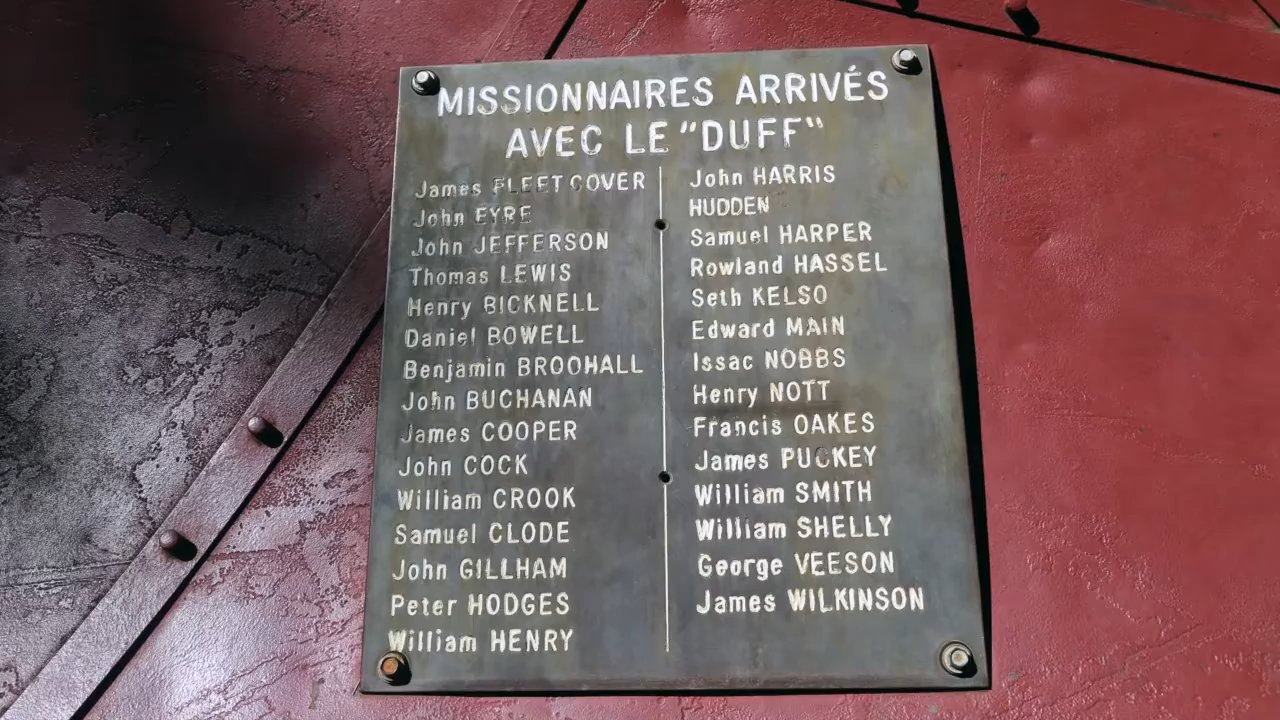 MISSIONNAIRES ARRIVÉS
AVEC LE "DUFF"
James FLEET COVER
John EYRE
John JEFFERSON
Thomas LEWIS
Henry BICKNELL
Daniel BOWELL
Benjamin BROOHALL
John BUCHANAN
James COOPER
John COCK
William CROOK
Samuel CLODE
John GILLHAM
Peter HODGES
William HENRY
John HARRIS
HUDDEN
Samuel HARPER
Rowland HASSEL
Seth KELSO
Edward MAIN
Issac NOBBS
Henry NOTT
Francis OAKES
James PUCKEY
William SMITH
William SHELLY
George VEESON
James WILKINSON